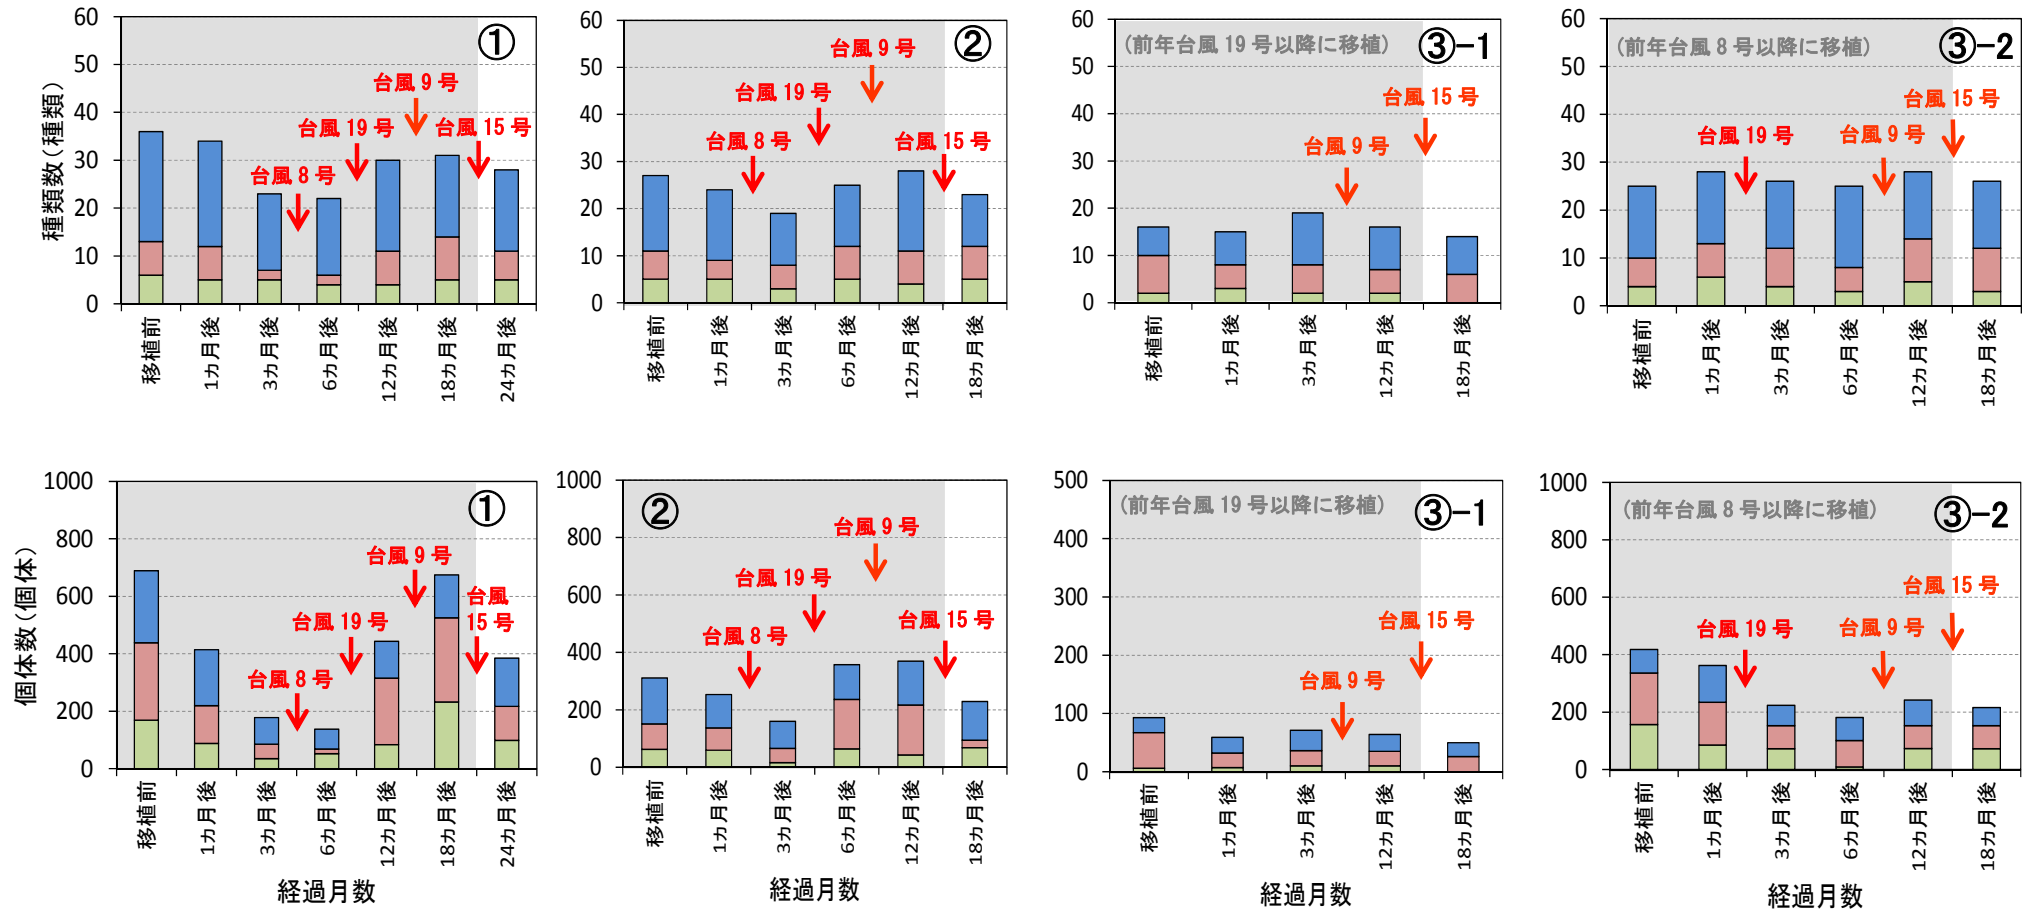 種類数(種類)
60
50
40
30
20
10
0
①
台風 9 号
台風 19 号
台風 15 号
台風 8 号
移植前
1カ月後
3カ月後
6カ月後
12カ月後
18カ月後
24カ月後
60
50
40
30
20
10
0
②
台風 9 号
台風 19 号
台風 8 号
台風 15 号
移植前
1カ月後
3カ月後
6カ月後
12カ月後
18カ月後
60
50
40
30
20
10
0
(前年台風 19 号以降に移植)
③-1
台風 15 号
台風 9 号
移植前
1カ月後
3カ月後
12カ月後
18カ月後
60
50
40
30
20
10
0
(前年台風 8 号以降に移植)
③-2
台風 15 号
台風 19 号
台風 9 号
移植前
1カ月後
3カ月後
6カ月後
12カ月後
18カ月後
個体数(個体)
1000
800
600
400
200
0
①
台風 9 号
台風
15 号
台風 19 号
台風 8 号
移植前
1カ月後
3カ月後
6カ月後
12カ月後
18カ月後
24カ月後
経過月数
1000
800
600
400
200
0
②
台風 9 号
台風 19 号
台風 15 号
台風 8 号
移植前
1カ月後
3カ月後
6カ月後
12カ月後
18カ月後
経過月数
500
400
300
200
100
0
(前年台風 19 号以降に移植)
③-1
台風 15 号
台風 9 号
移植前
1カ月後
3カ月後
12カ月後
18カ月後
経過月数
1000
800
600
400
200
0
(前年台風 8 号以降に移植)
③-2
台風 15 号
台風 19 号
台風 9 号
移植前
1カ月後
3カ月後
6カ月後
12カ月後
18カ月後
経過月数